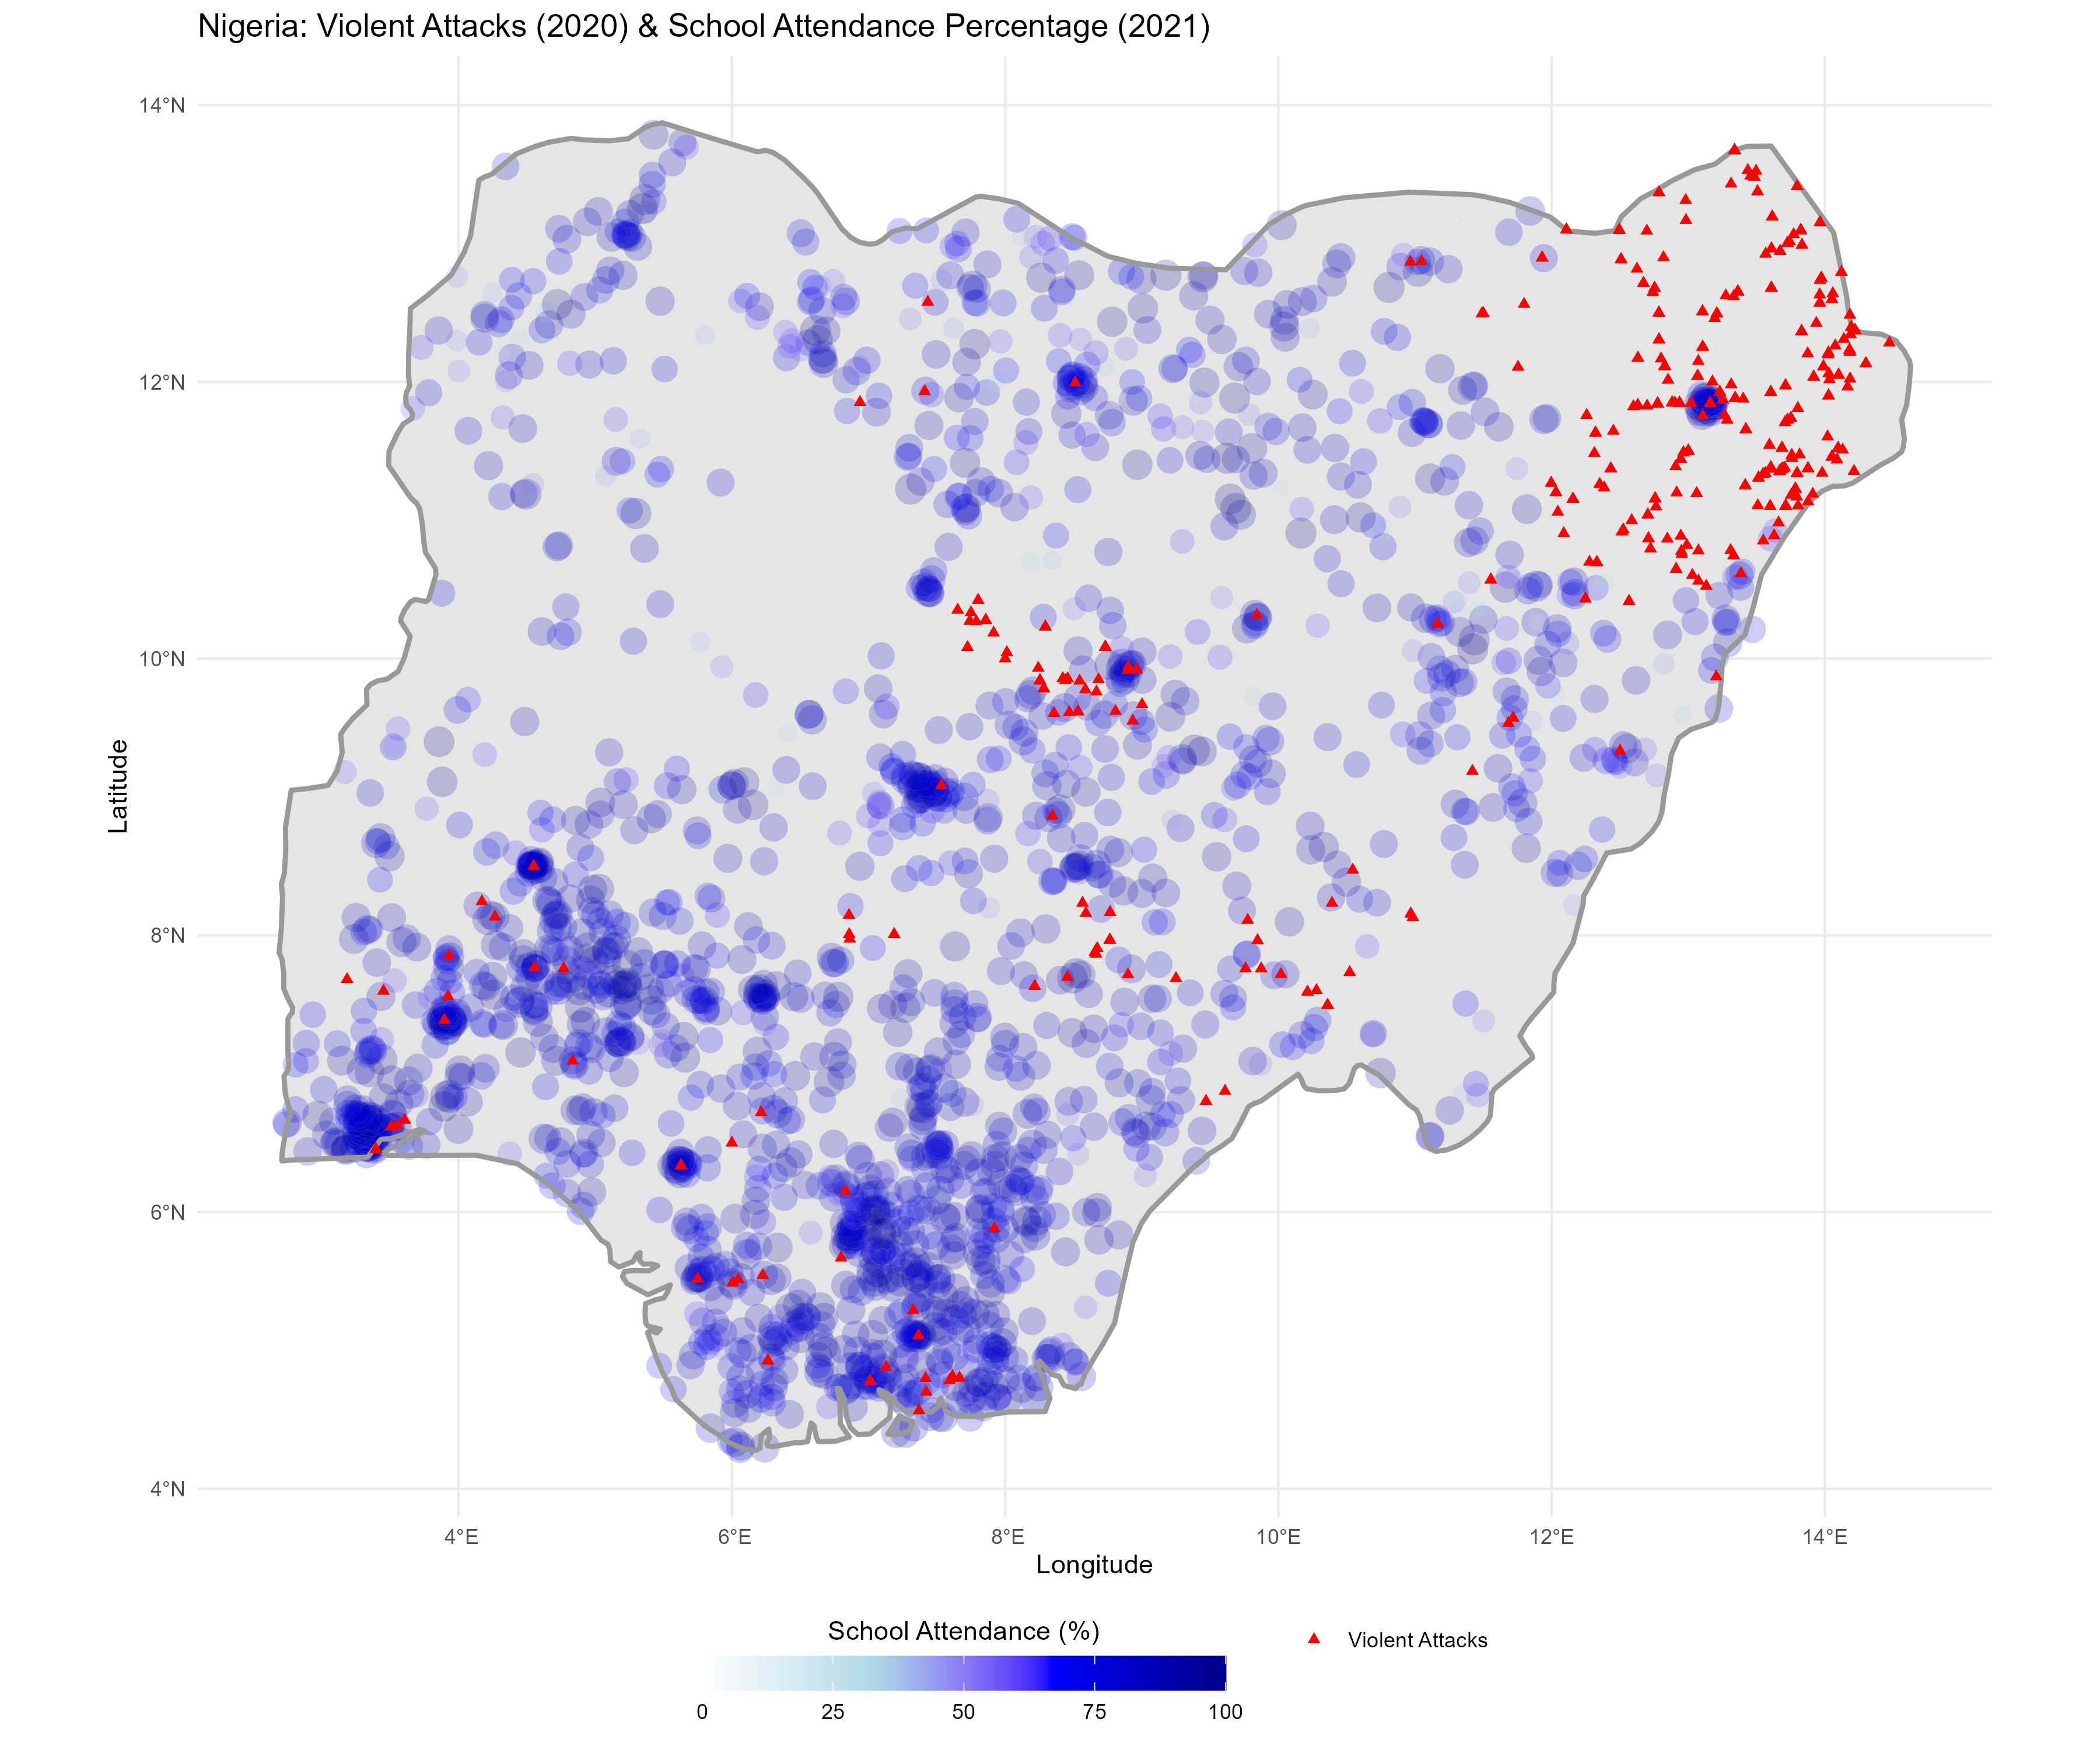 Nigeria: Violent Attacks (2020) & School Attendance Percentage (2021)
14°N
12°N
10°N
8°N
6°N
4°N
Latitude
4°E 6°E 8°E 10°E 12°E 14°E
Longitude
School Attendance (%)
0 25 50 75 100
Violent Attacks